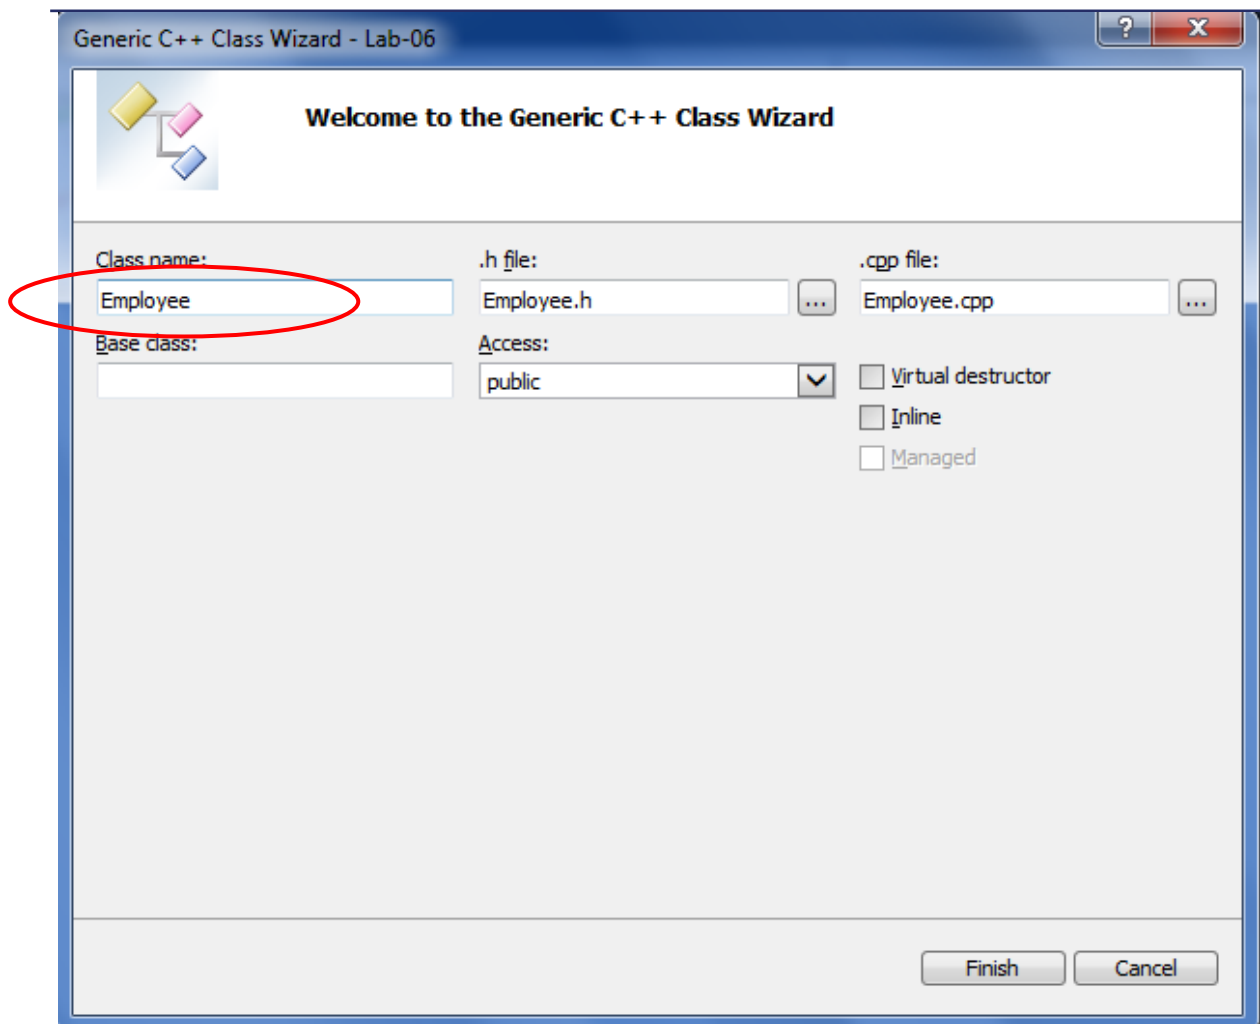 Generic C++ Class Wizard - Lab-06
?
X
Welcome to the Generic C++ Class Wizard
Class name:
.h file:
.cpp file:
Employee
Employee.h
...
Employee.cpp
...
Base class:
Access:
public
Virtual destructor
Inline
Managed
Finish
Cancel